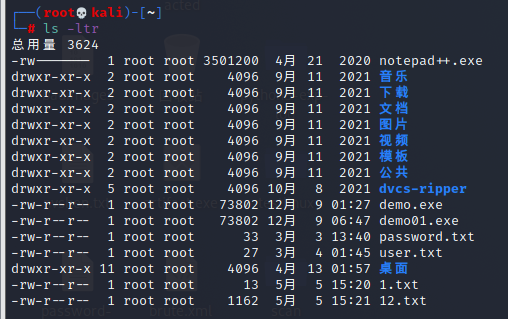 ┌──(root💀kali)-[~]
└─# ls -ltr
总用量 3624
-rw------- 1 root root 3501200 4月 21 2020 notepad++.exe
drwxr-xr-x 2 root root 4096 9月 11 2021 音乐
drwxr-xr-x 2 root root 4096 9月 11 2021 下载
drwxr-xr-x 2 root root 4096 9月 11 2021 文档
drwxr-xr-x 2 root root 4096 9月 11 2021 图片
drwxr-xr-x 2 root root 4096 9月 11 2021 视频
drwxr-xr-x 2 root root 4096 9月 11 2021 模板
drwxr-xr-x 2 root root 4096 9月 11 2021 公共
drwxr-xr-x 5 root root 4096 10月 8 2021 dvcs-ripper
-rw-r--r-- 1 root root 73802 12月 9 01:27 demo.exe
-rw-r--r-- 1 root root 73802 12月 9 06:47 demo01.exe
-rw-r--r-- 1 root root 33 3月 3 13:40 password.txt
-rw-r--r-- 1 root root 27 3月 4 01:45 user.txt
drwxr-xr-x 11 root root 4096 4月 13 01:57 桌面
-rw-r--r-- 1 root root 13 5月 5 15:20 1.txt
-rw-r--r-- 1 root root 1162 5月 5 15:21 12.txt